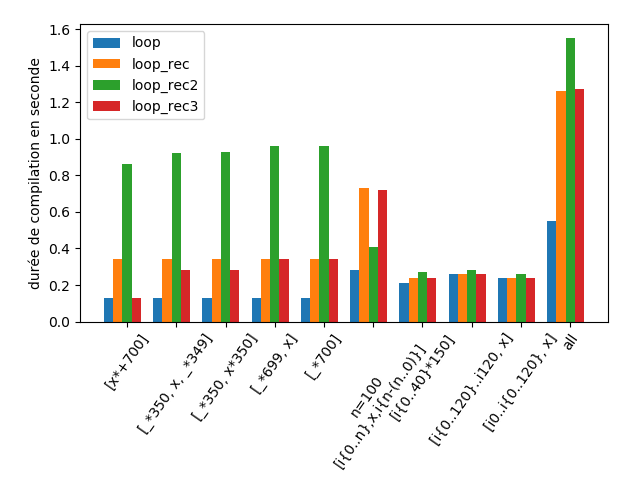 durée de compilation en seconde
1.6
1.4
1.2
1.0
0.8
0.6
0.4
0.2
0.0
loop
loop_rec
loop_rec2
loop_rec3
[x*+700]
[_*350, x, _*349]
[_*350, x*350]
[_*699, x]
[_*700]
n=100
[i{0..n},x,i{n-(n..0)}]
[i{0..40}*150]
[i{0..120}..i120, x]
[i0..i{0..120}, x]
all